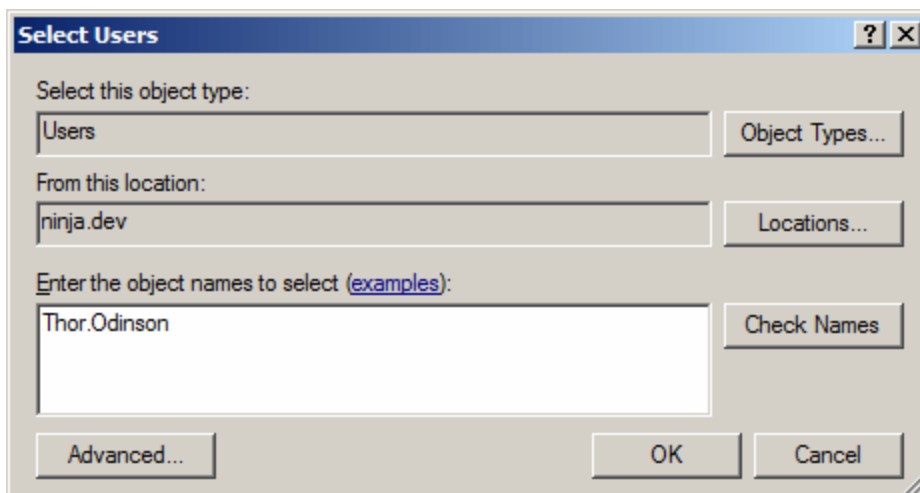 Select Users
Select this object type:
Users
Object Types...
From this location:
ninja.dev
Locations...
Enter the object names to select (examples):
Thor.Odinson
Check Names
Advanced...
OK
Cancel